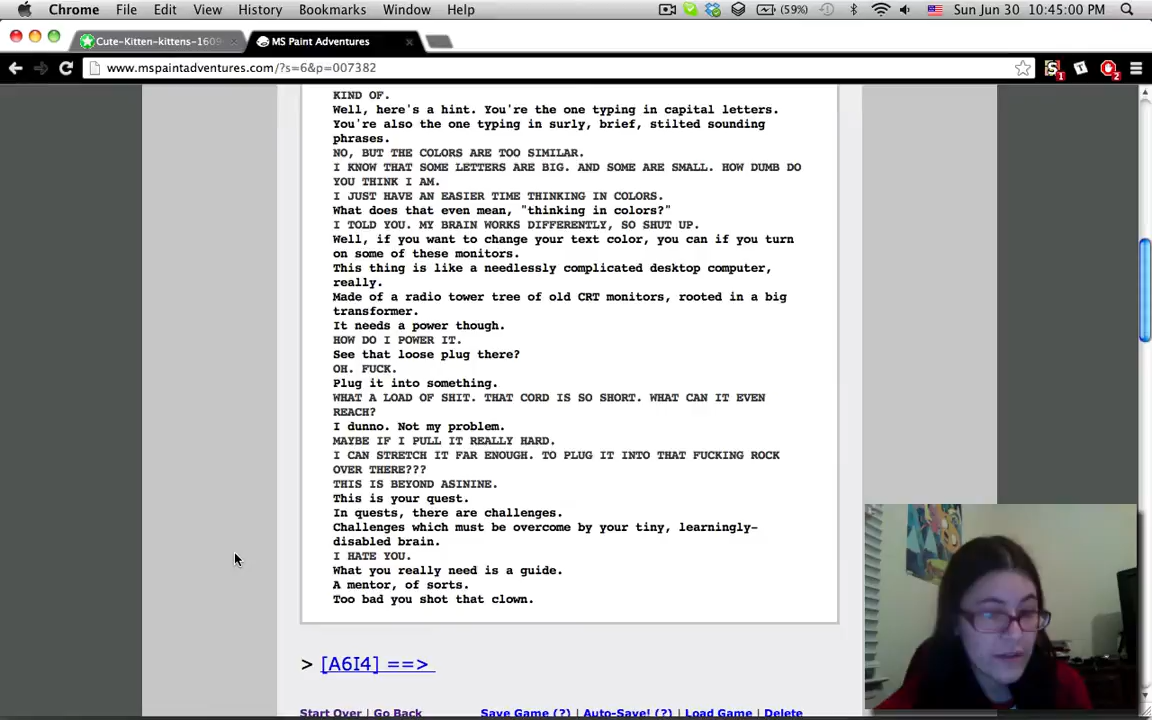 Chrome File Edit View History Bookmarks Window Help (59%) Sun Jun 30 10:45:00 PM
Cute-Kitten-kittens-1609 MS Paint Adventures
www.mspaintadventures.com/?s=6&p=007382
KIND OF.
Well, here's a hint. You're the one typing in capital letters.
You're also the one typing in surly, brief, stilted sounding
phrases.
NO, BUT THE COLORS ARE TOO SIMILAR.
I KNOW THAT SOME LETTERS ARE BIG. AND SOME ARE SMALL. HOW DUMB DO
YOU THINK I AM.
I JUST HAVE AN EASIER TIME THINKING IN COLORS.
What does that even mean, "thinking in colors?"
I TOLD YOU. MY BRAIN WORKS DIFFERENTLY, SO SHUT UP.
Well, if you want to change your text color, you can if you turn
on some of these monitors.
This thing is like a needlessly complicated desktop computer,
really.
Made of a radio tower tree of old CRT monitors, rooted in a big
transformer.
It needs a power though.
HOW DO I POWER IT.
See that loose plug there?
OH. FUCK.
Plug it into something.
WHAT A LOAD OF SHIT. THAT CORD IS SO SHORT. WHAT CAN IT EVEN
REACH?
I dunno. Not my problem.
MAYBE IF I PULL IT REALLY HARD.
I CAN STRETCH IT FAR ENOUGH. TO PLUG IT INTO THAT FUCKING ROCK
OVER THERE???
THIS IS BEYOND ASININE.
This is your quest.
In quests, there are challenges.
Challenges which must be overcome by your tiny, learningly-
disabled brain.
I HATE YOU.
What you really need is a guide.
A mentor, of sorts.
Too bad you shot that clown.
> [A6I4] ==>
Start Over | Go Back Save Game (?) | Auto-Save! (?) | Load Game | Delete